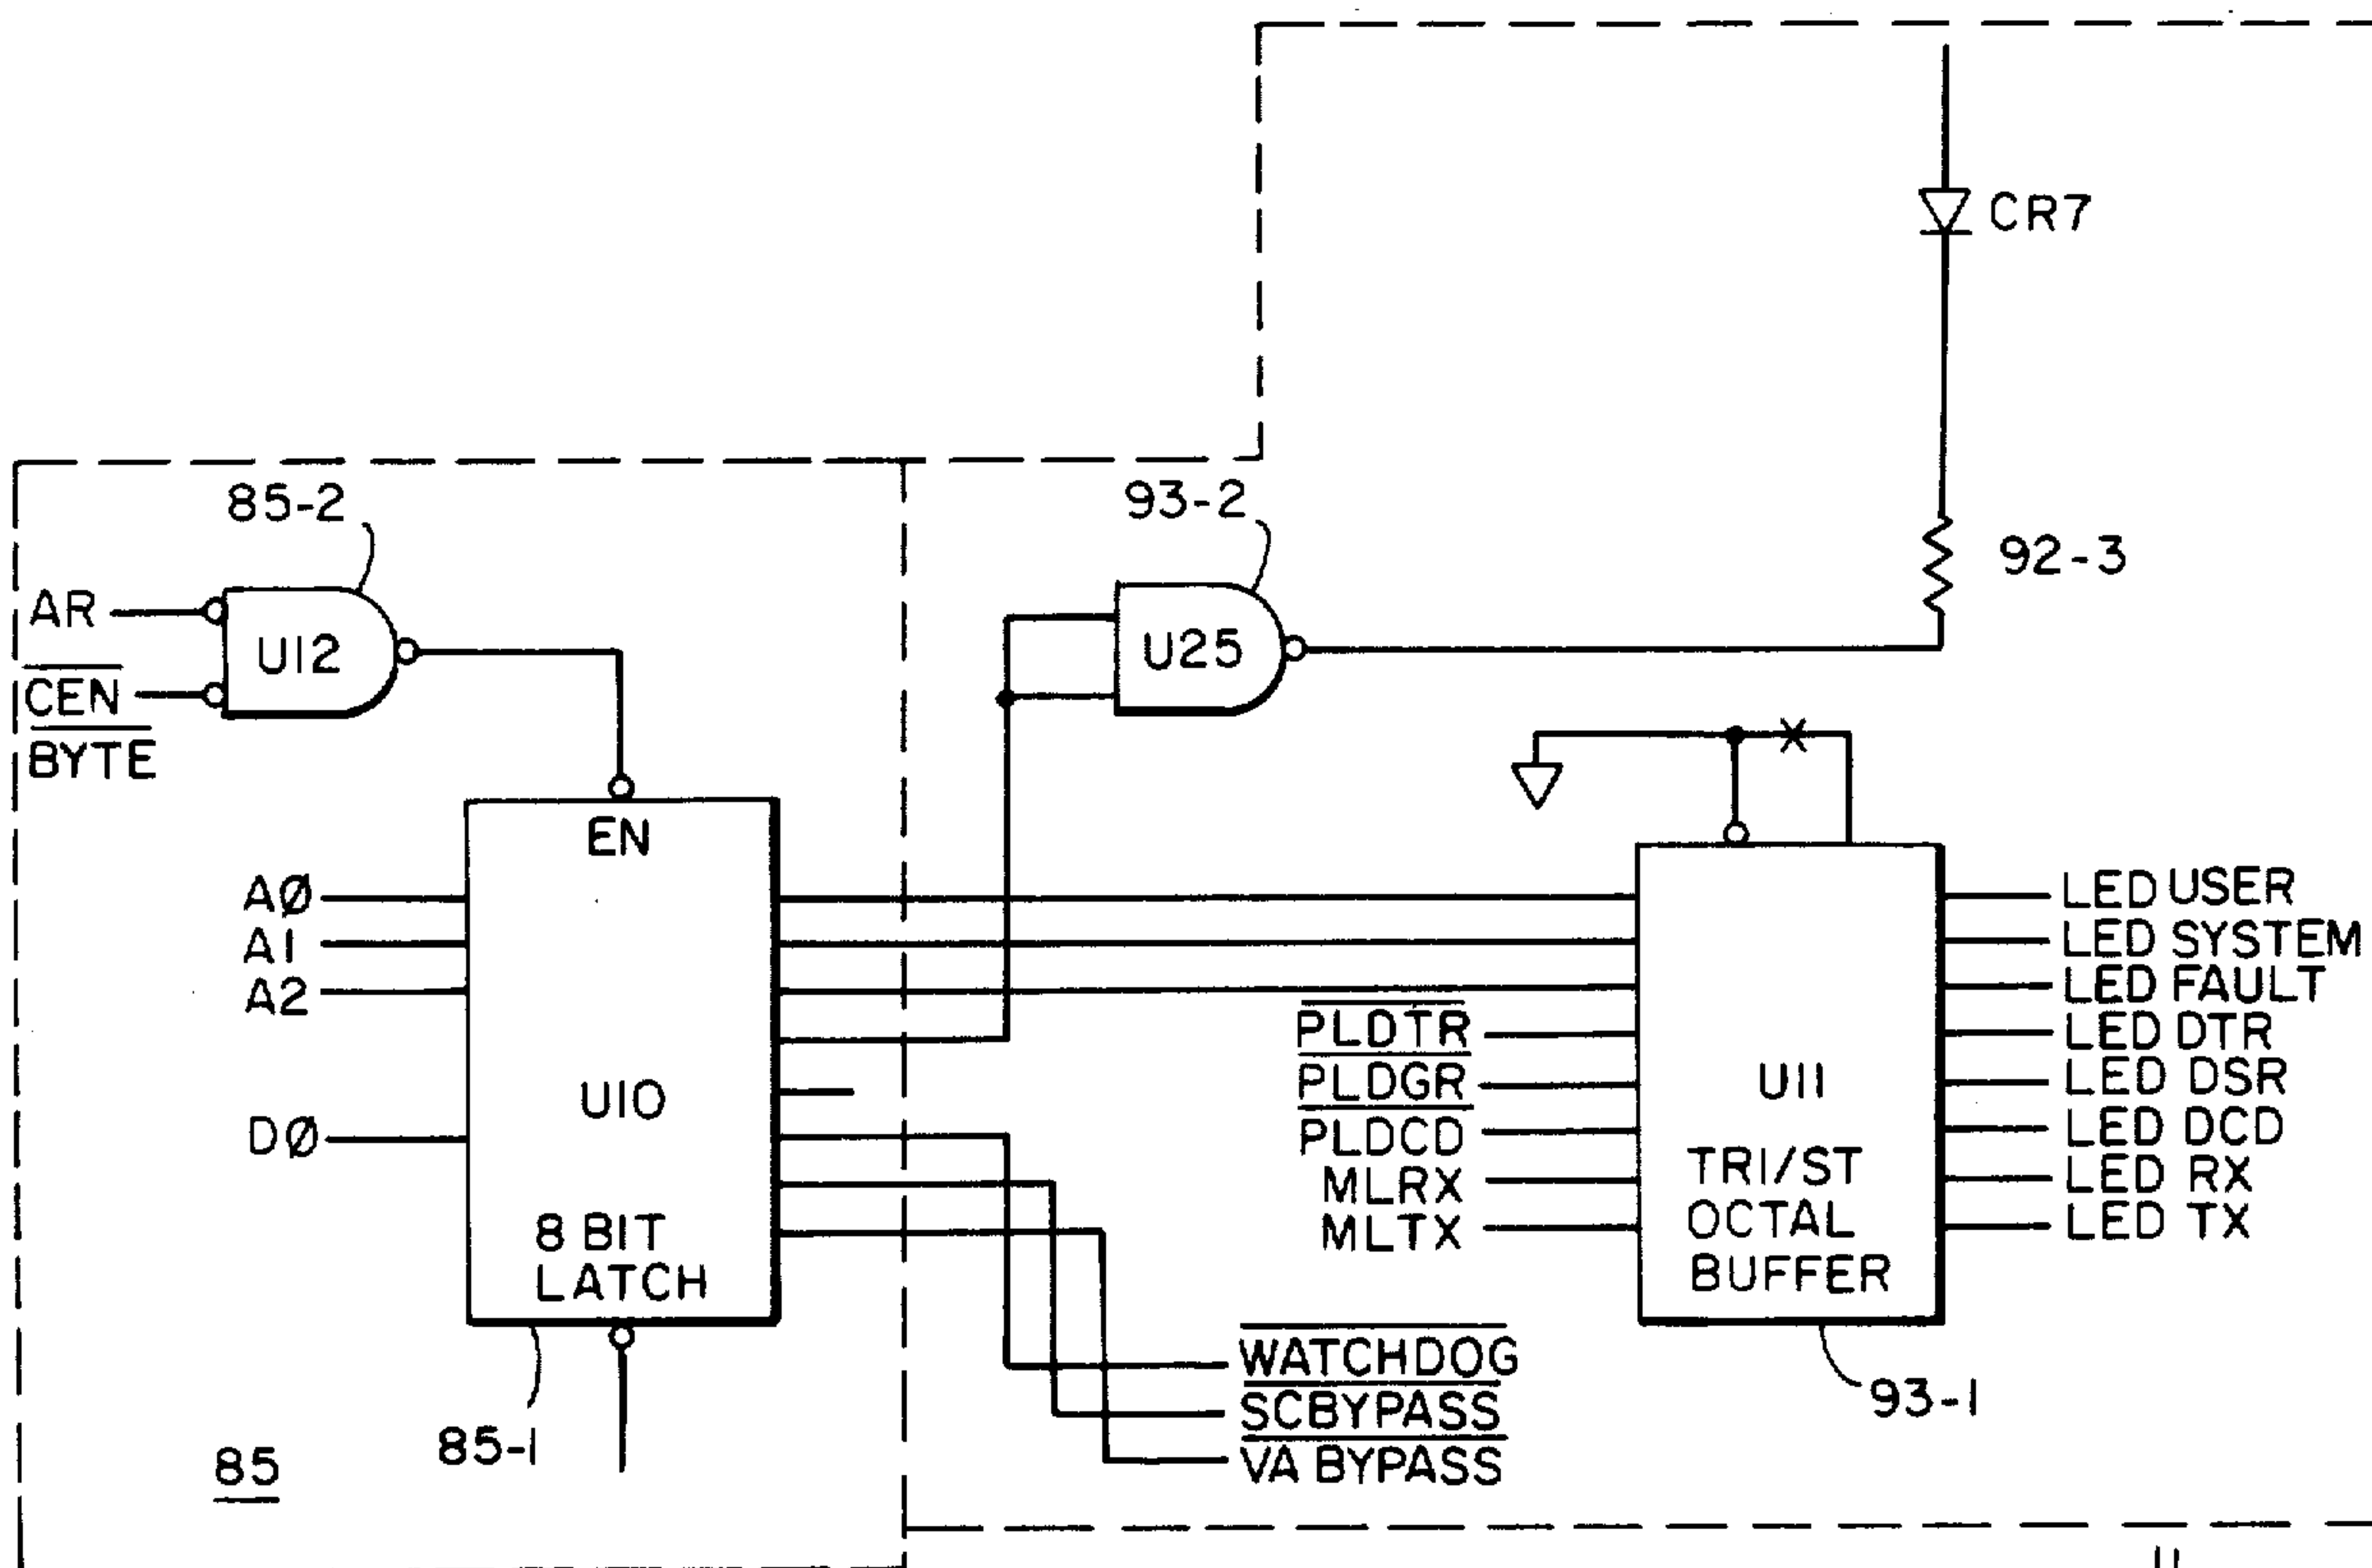 CR7
85-2
93-2
92-3
AR
U12
U25
CEN
BYTE
EN
AØ
A1
A2
DØ
U10
8 BIT
LATCH
PLDTR
PLDGR
PLDCD
MLRX
MLTX
U11
TRI/ST
OCTAL
BUFFER
LED USER
LED SYSTEM
LED FAULT
LED DTR
LED DSR
LED DCD
LED RX
LED TX
WATCHDOG
SCBYPASS
VA BYPASS
93-1
85-1
85